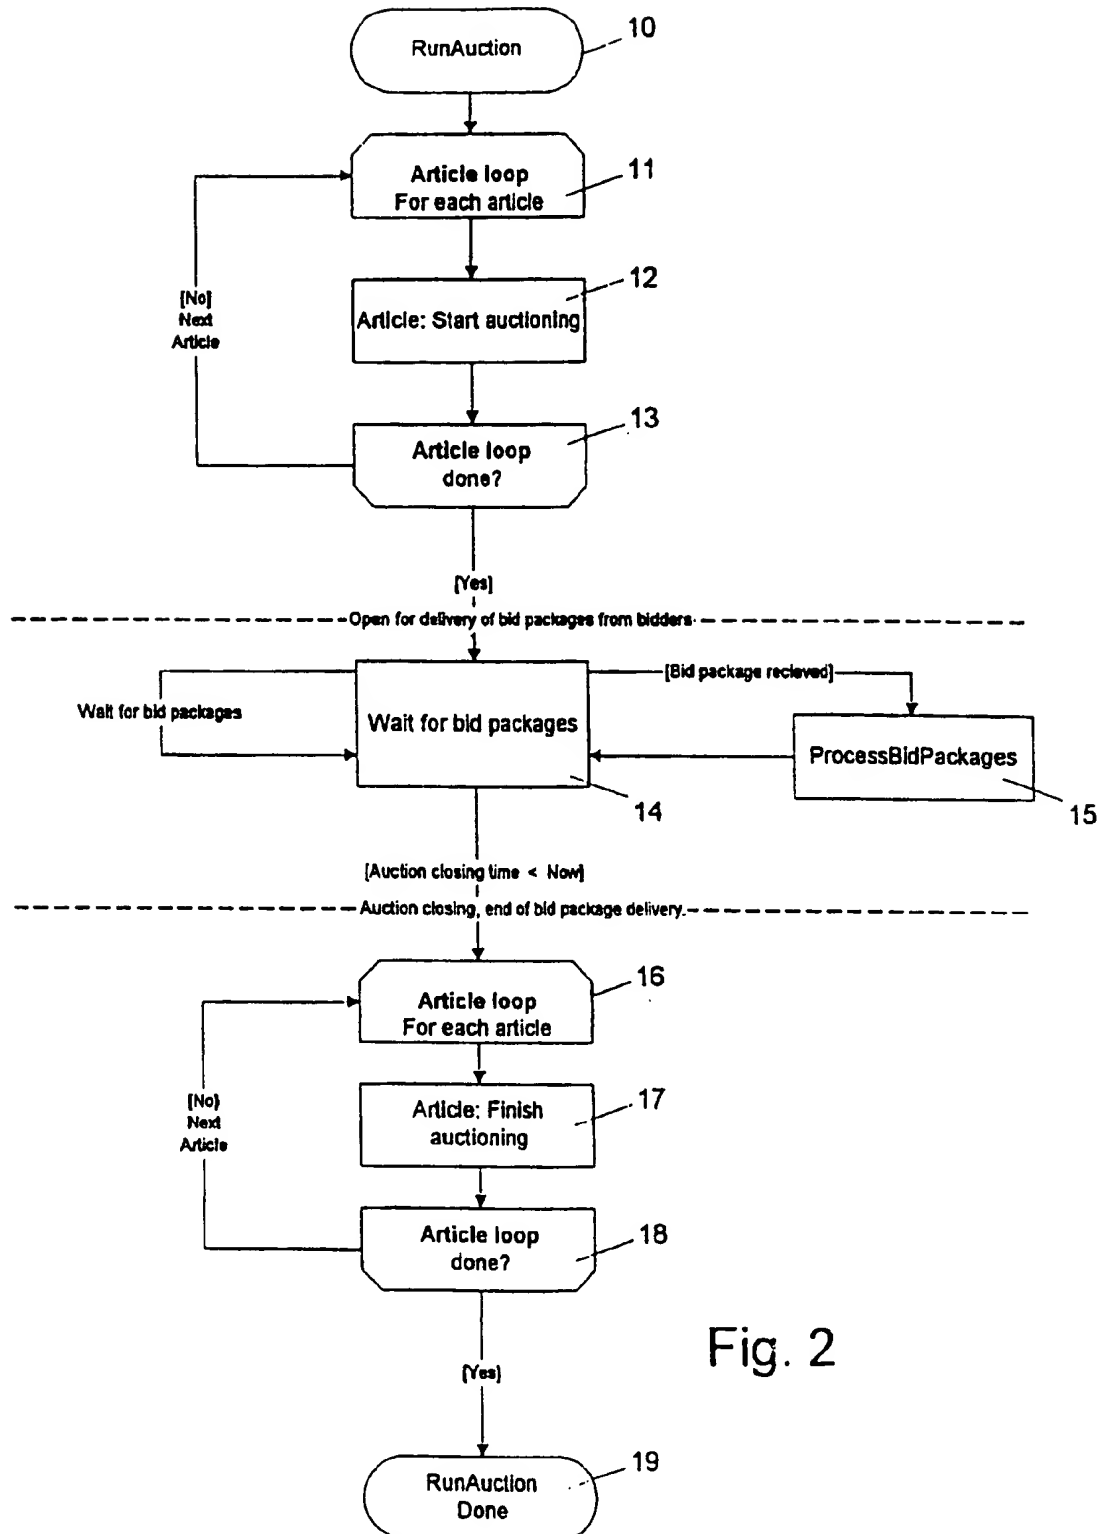 RunAuction
10
Article loop
For each article
11
[No]
Next
Article
Article: Start auctioning
12
Article loop
done?
13
[Yes]
Open for delivery of bid packages from bidders
Wait for bid packages
Wait for bid packages
14
[Bid package recieved]
ProcessBidPackages
15
[Auction closing time < Now]
Auction closing, end of bid package delivery.
Article loop
For each article
16
[No]
Next
Article
Article: Finish
auctioning
17
Article loop
done?
18
[Yes]
Fig. 2
RunAuction
Done
19